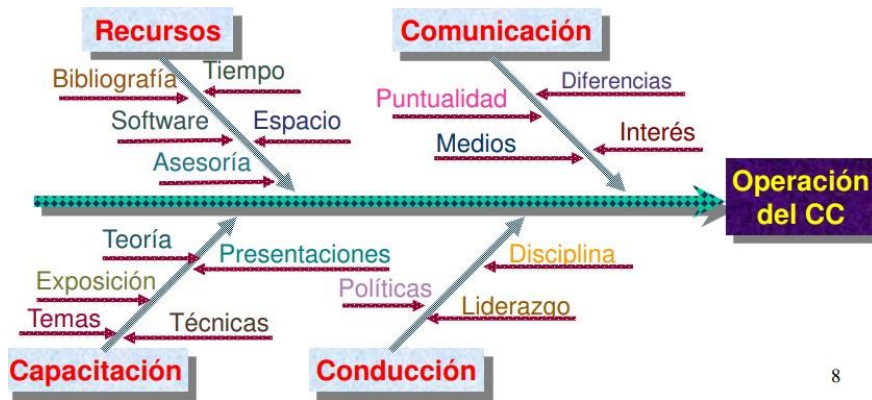 Recursos
Comunicación
Bibliografía
Tiempo
Diferencias
Puntualidad
Software
Espacio
Interés
Medios
Asesoría
Operación
del CC
Teoría
Presentaciones
Disciplina
Exposición
Políticas
Liderazgo
Temas
Técnicas
Capacitación
Conducción
8